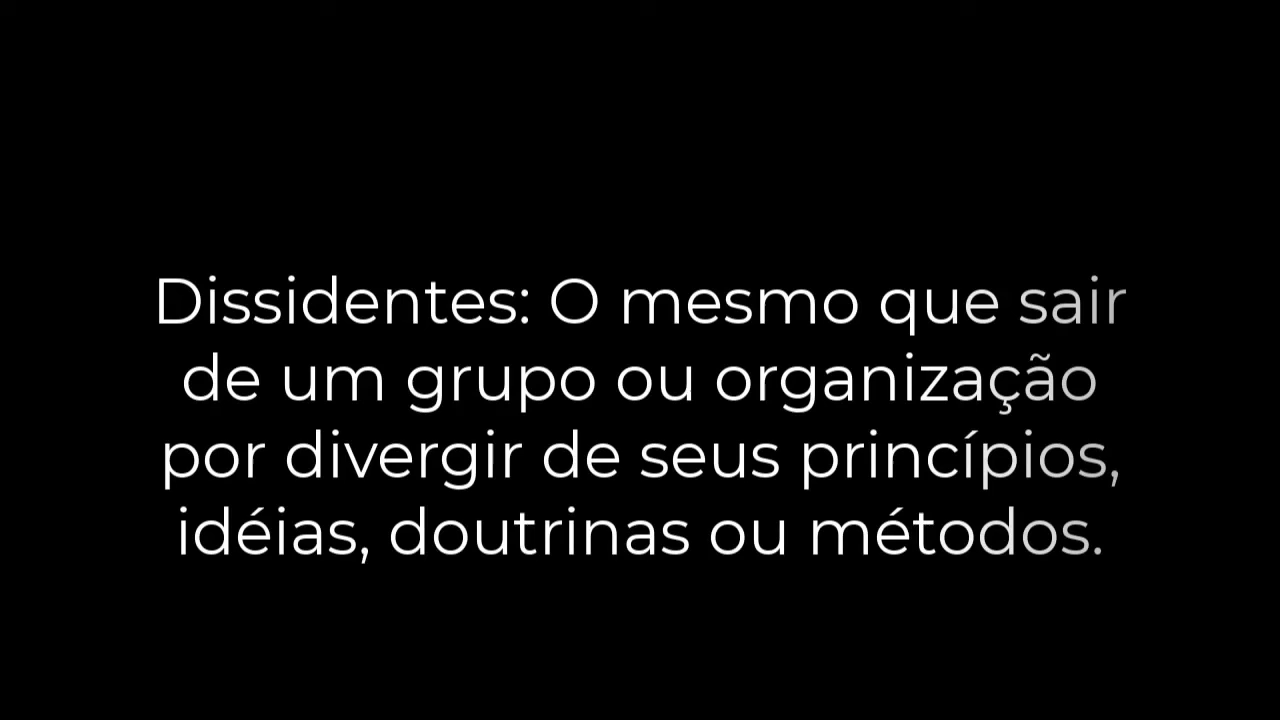 Dissidentes: O mesmo que sair
de um grupo ou organização
por divergir de seus princípios,
idéias, doutrinas ou métodos.